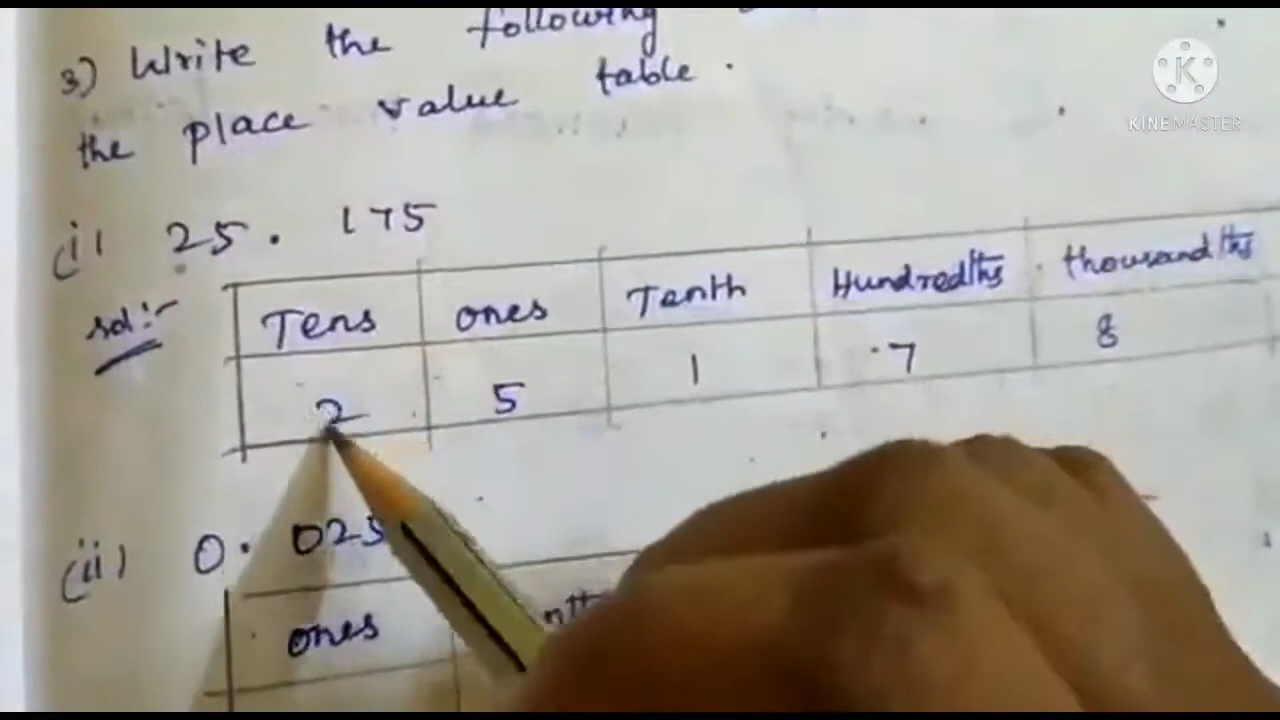 3) Write the following
the place value table.
(i) 25. 175
sol:-
Tens ones Tenth Hundredths thousandths
2 5 1 7 8
(ii) 0. 025
ones
K
KINEMASTER